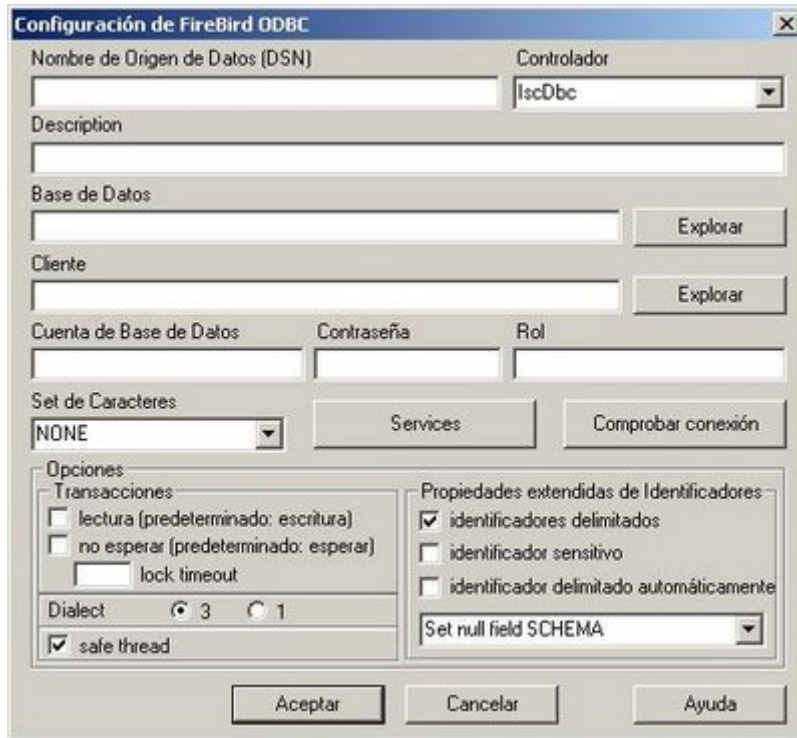 Configuración de FireBird ODBC
Nombre de Origen de Datos (DSN) Controlador
IscDbc
Description
Base de Datos
Explorar
Cliente
Explorar
Cuenta de Base de Datos Contraseña Rol
Set de Caracteres
NONE Services Comprobar conexión
Opciones
Transacciones Propiedades extendidas de Identificadores
lectura (predeterminado: escritura) identificadores delimitados
no esperar (predeterminado: esperar) identificador sensitivo
lock timeout identificador delimitado automáticamente
Dialect 3 1 Set null field SCHEMA
safe thread
Aceptar Cancelar Ayuda